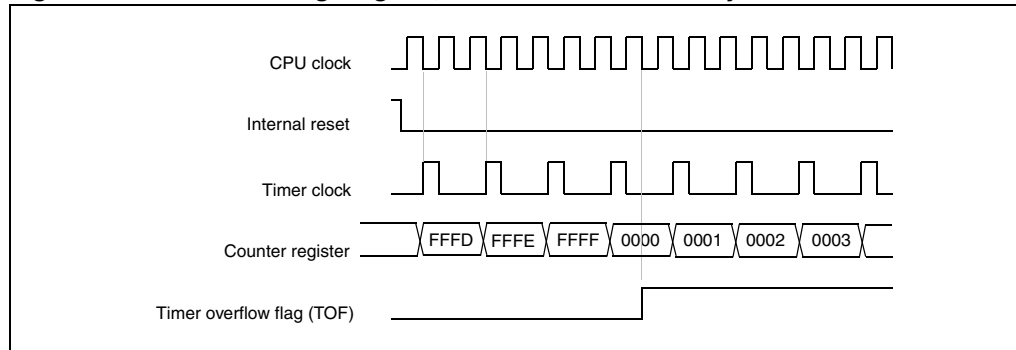 CPU clock
Internal reset
Timer clock
Counter register
FFFD FFFE FFFF 0000 0001 0002 0003
Timer overflow flag (TOF)